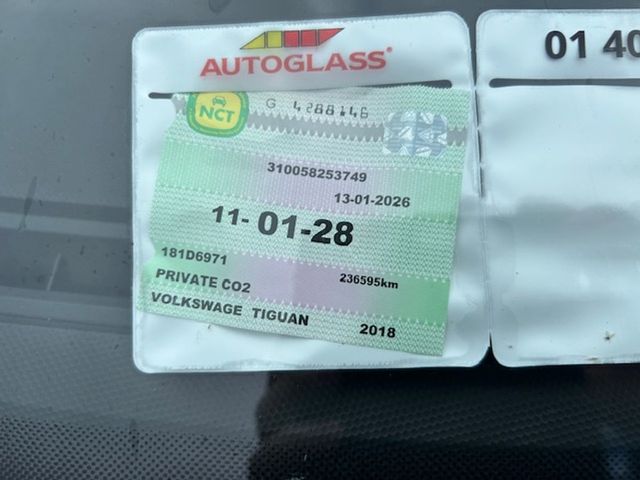 AUTOGLASS®
01 40
NCT
G 4288146
310058253749
13-01-2026
11-01-28
181D6971
236595km
PRIVATE CO2
VOLKSWAGE TIGUAN 2018